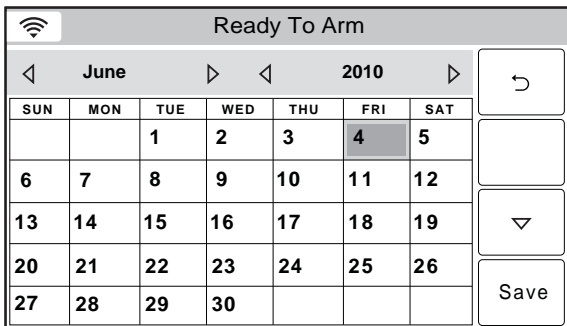 Ready To Arm
June 2010
SUN MON TUE WED THU FRI SAT
1 2 3 4 5
6 7 8 9 10 11 12
13 14 15 16 17 18 19
20 21 22 23 24 25 26
27 28 29 30
Save